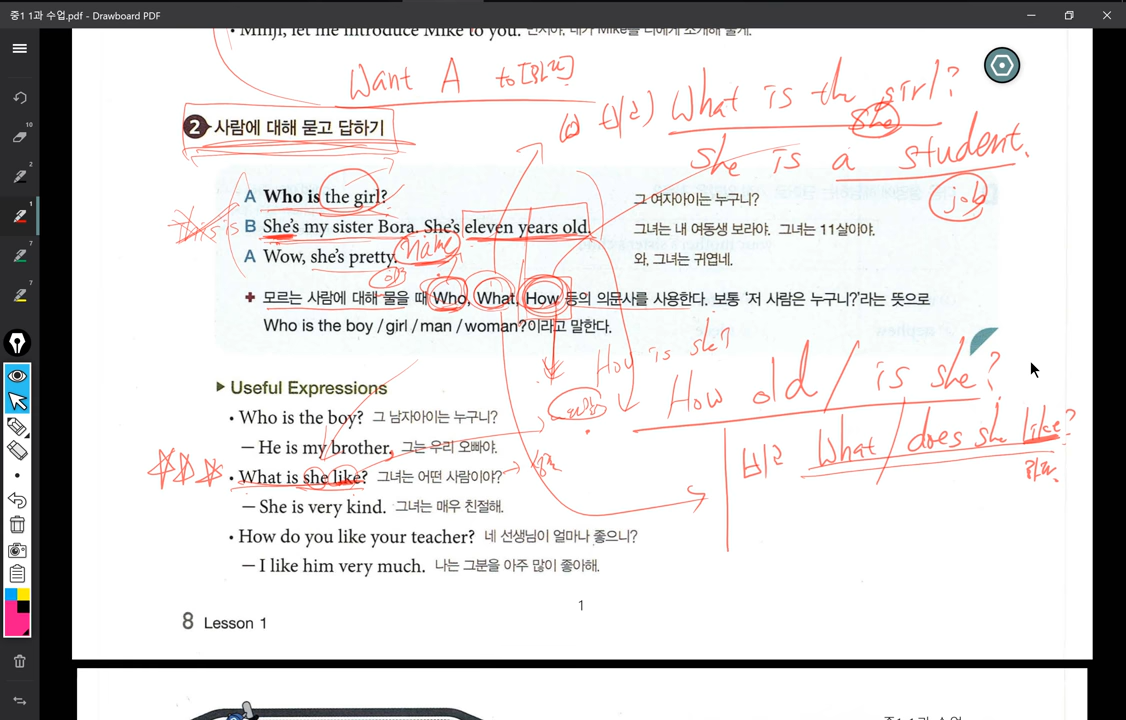 중1 1과 수업.pdf - Drawboard PDF
• Minji, let me introduce Mike to you. 민지야, 내가 Mike를 너에게 소개해 줄게.
Want A to
비교) What is the girl?
she
She is a student.
job
2 사람에 대해 묻고 답하기
A Who is the girl? 그 여자아이는 누구니?
This is
B She's my sister Bora. She's eleven years old. 그녀는 내 여동생 보라야. 그녀는 11살이야.
A Wow, she's pretty. 와, 그녀는 귀엽네.
name
+ 모르는 사람에 대해 물을 때 Who, What, How 등의 의문사를 사용한다. 보통 '저 사람은 누구니?'라는 뜻으로
Who is the boy / girl / man / woman?이라고 말한다.
How is she?
How old / is she?
비교 What / does she like?
▶ Useful Expressions
• Who is the boy? 그 남자아이는 누구니?
– He is my brother. 그는 우리 오빠야.
• What is she like? 그녀는 어떤 사람이야?
– She is very kind. 그녀는 매우 친절해.
• How do you like your teacher? 네 선생님이 얼마나 좋으니?
– I like him very much. 나는 그분을 아주 많이 좋아해.
1
8 Lesson 1